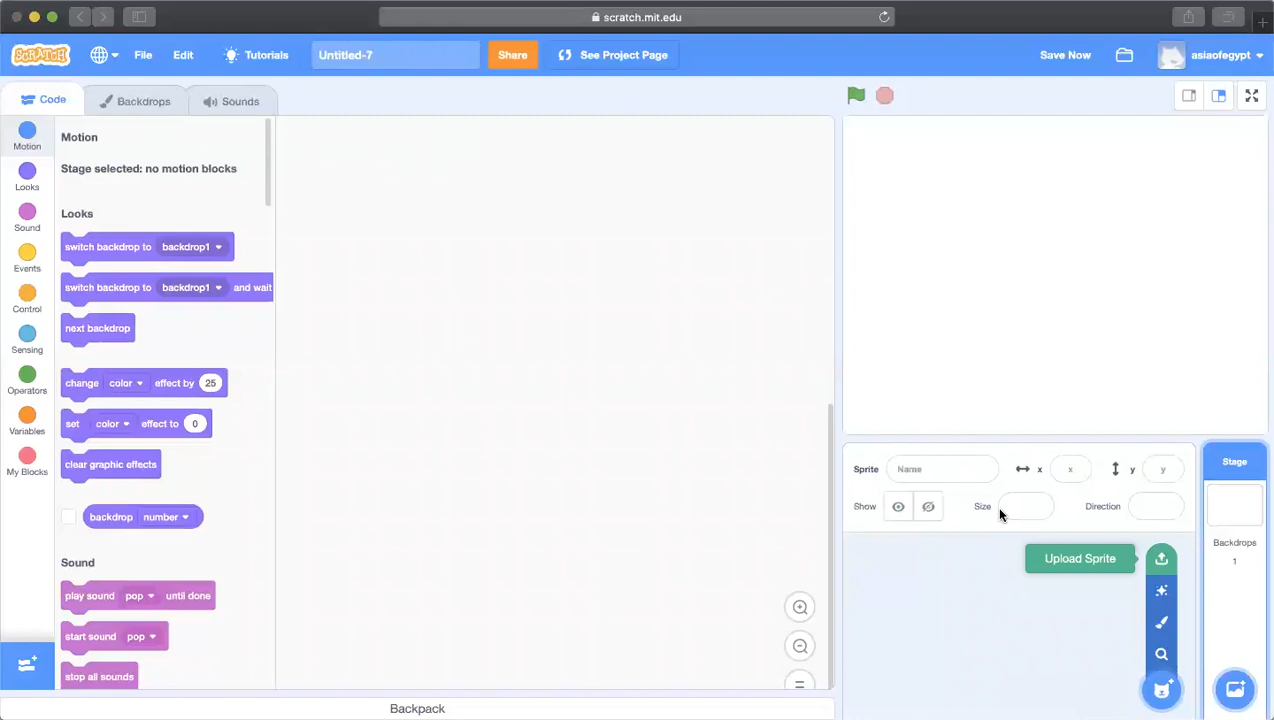 scratch.mit.edu
SCRATCH
File
Edit
Tutorials
Untitled-7
Share
See Project Page
Save Now
asiaofegypt
Code
Backdrops
Sounds
Motion
Looks
Sound
Events
Control
Sensing
Operators
Variables
My Blocks
Motion
Stage selected: no motion blocks
Looks
switch backdrop to backdrop1
switch backdrop to backdrop1 and wait
next backdrop
change color effect by 25
set color effect to 0
clear graphic effects
backdrop number
Sound
play sound pop until done
start sound pop
stop all sounds
Backpack
Sprite Name x x y y
Show Size Direction
Upload Sprite
Stage
Backdrops
1